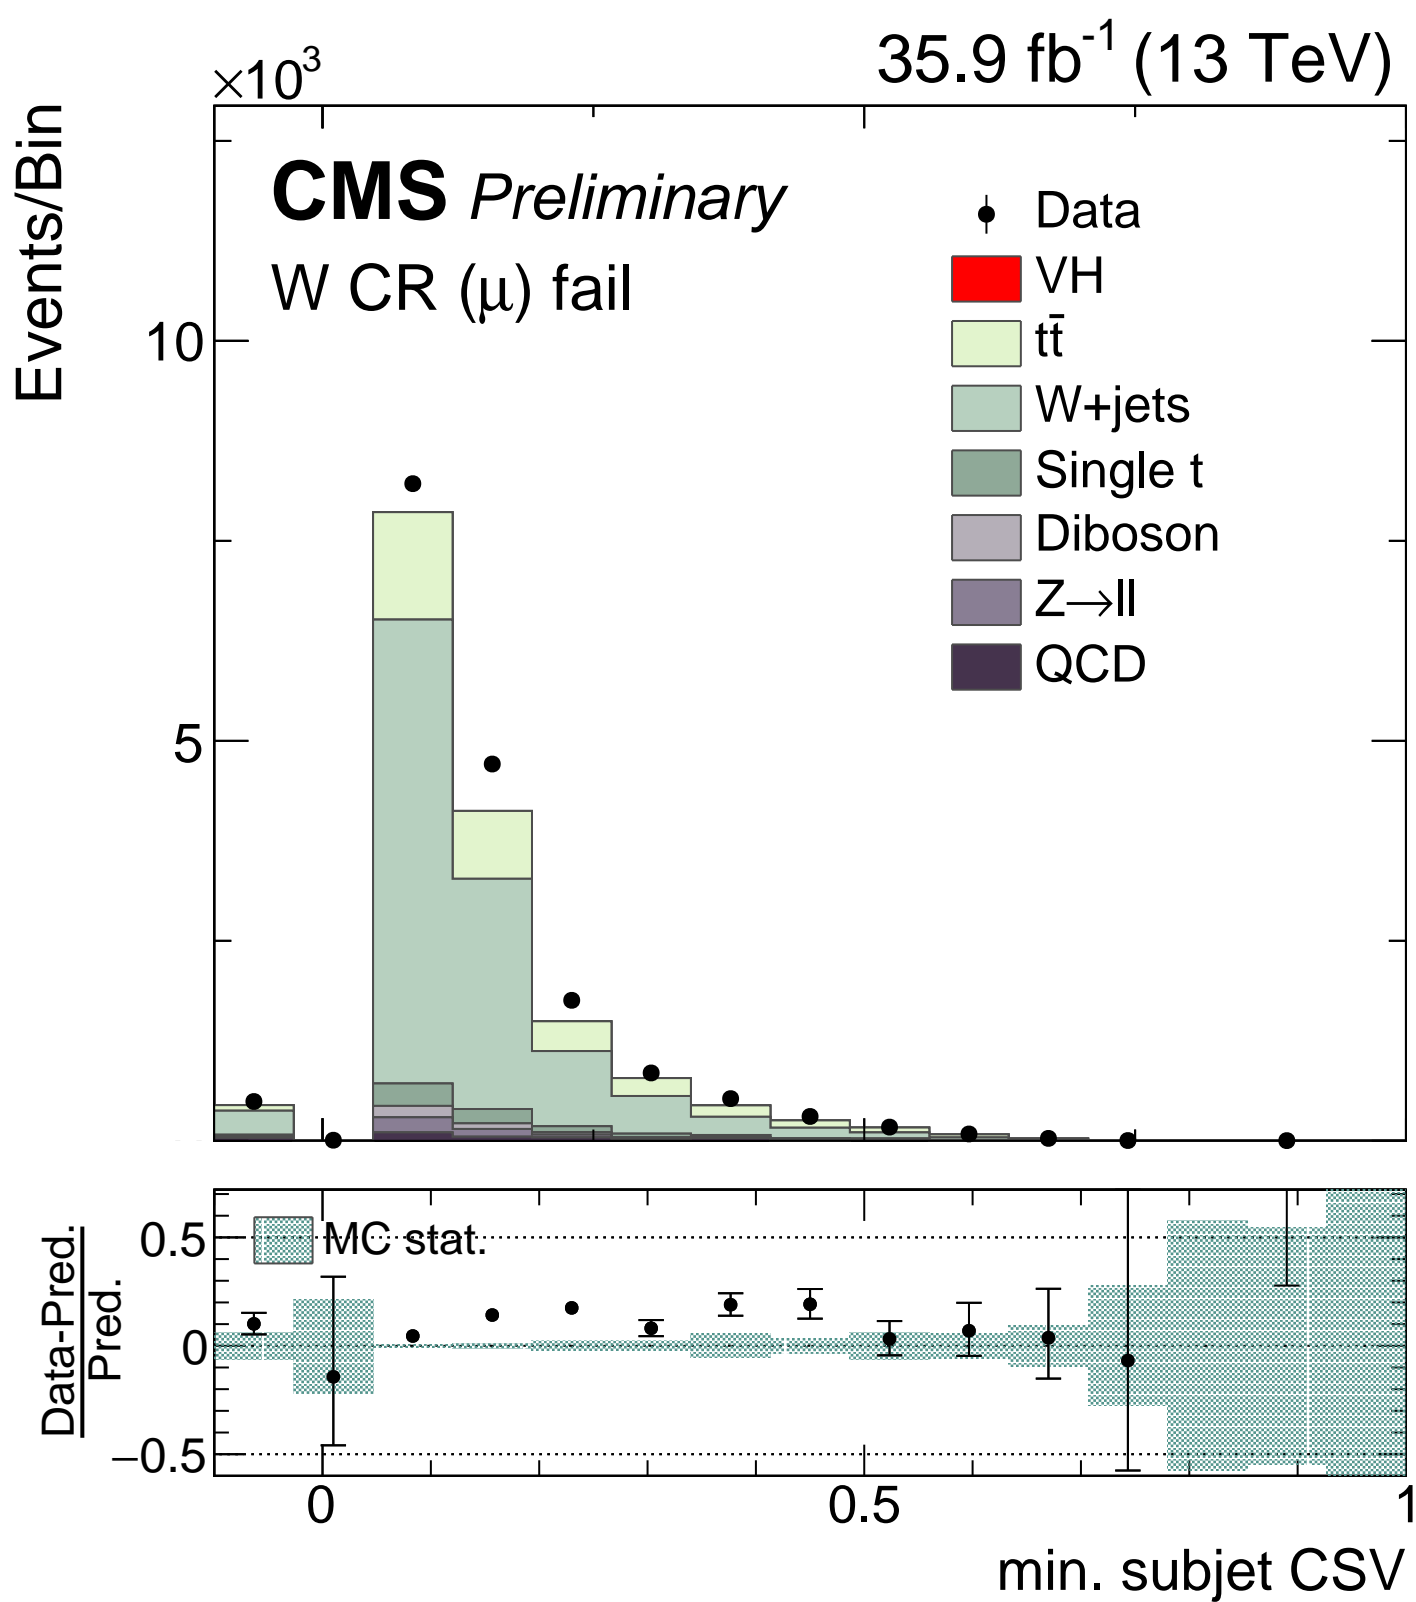 ×10³
35.9 fb⁻¹ (13 TeV)
Events/Bin
CMS Preliminary
W CR (μ) fail
Data
VH
tt̄
W+jets
Single t
Diboson
Z→ll
QCD
10
5
Data-Pred.
Pred.
MC stat.
0.5
0
−0.5
0
0.5
1
min. subjet CSV